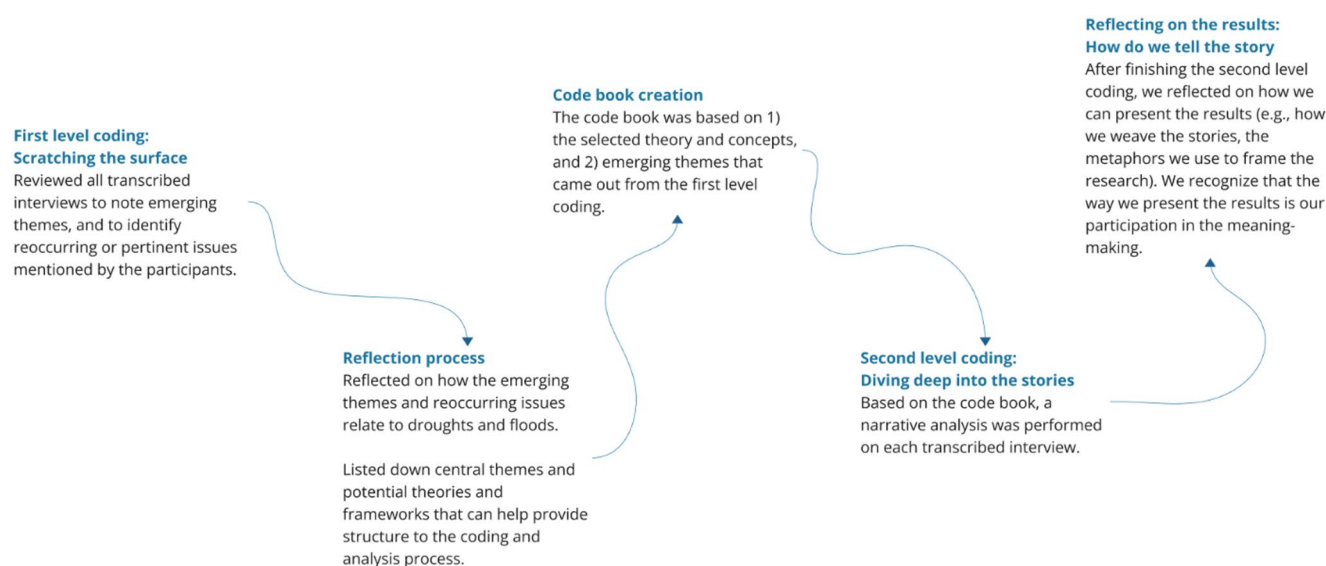 First level coding:
Scratching the surface
Reviewed all transcribed
interviews to note emerging
themes, and to identify
reoccurring or pertinent issues
mentioned by the participants.
Reflection process
Reflected on how the emerging
themes and reoccurring issues
relate to droughts and floods.
Listed down central themes and
potential theories and
frameworks that can help provide
structure to the coding and
analysis process.
Code book creation
The code book was based on 1)
the selected theory and concepts,
and 2) emerging themes that
came out from the first level
coding.
Second level coding:
Diving deep into the stories
Based on the code book, a
narrative analysis was performed
on each transcribed interview.
Reflecting on the results:
How do we tell the story
After finishing the second level
coding, we reflected on how we
can present the results (e.g., how
we weave the stories, the
metaphors we use to frame the
research). We recognize that the
way we present the results is our
participation in the meaning-
making.